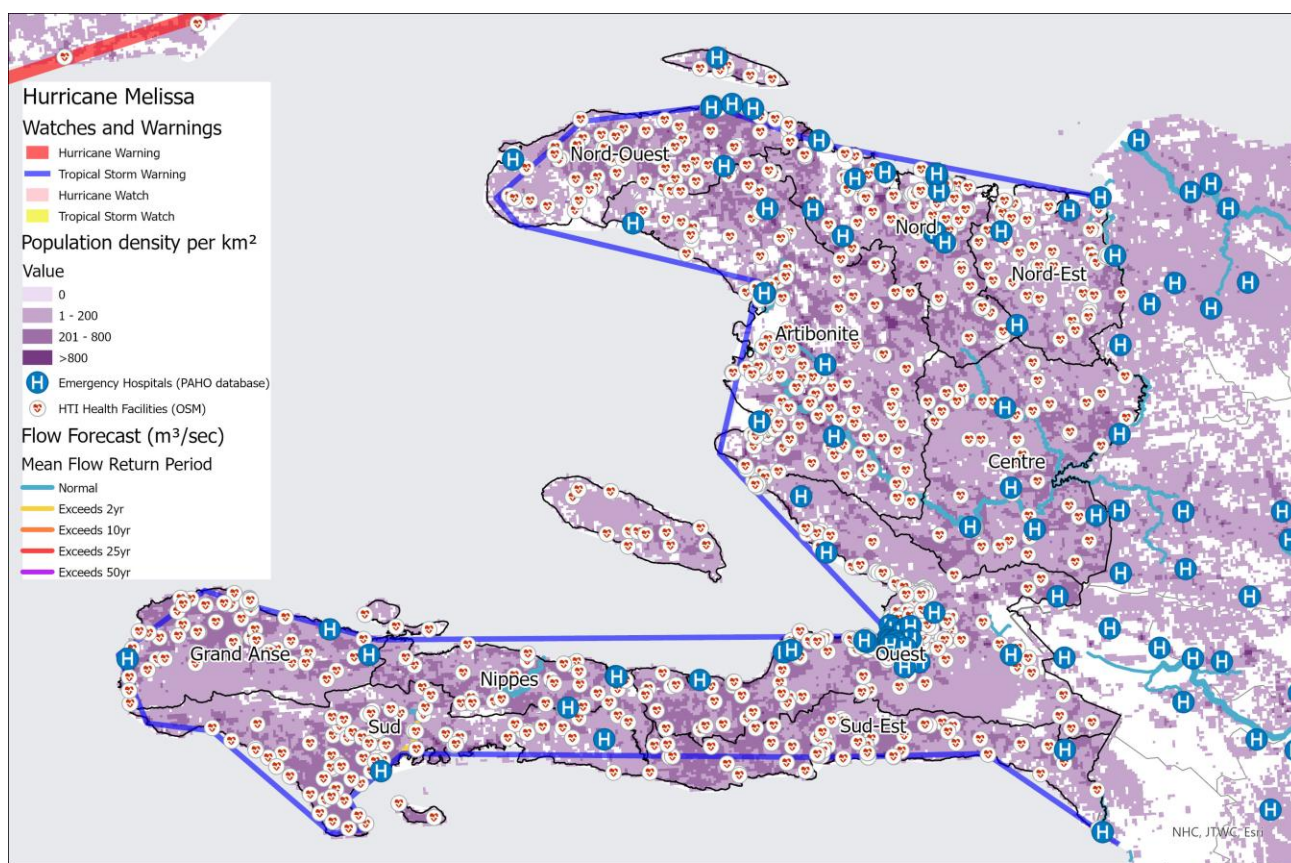 Hurricane Melissa
Watches and Warnings
Hurricane Warning
Tropical Storm Warning
Hurricane Watch
Tropical Storm Watch
Population density per km²
Value
0
1 - 200
201 - 800
>800
H Emergency Hospitals (PAHO database)
HTI Health Facilities (OSM)
Flow Forecast (m³/sec)
Mean Flow Return Period
Normal
Exceeds 2yr
Exceeds 10yr
Exceeds 25yr
Exceeds 50yr
Nord-Ouest
Nord
Nord-Est
Artibonite
Centre
Ouest
Grand Anse
Nippes
Sud
Sud-Est
NHC, JTWC, Esri